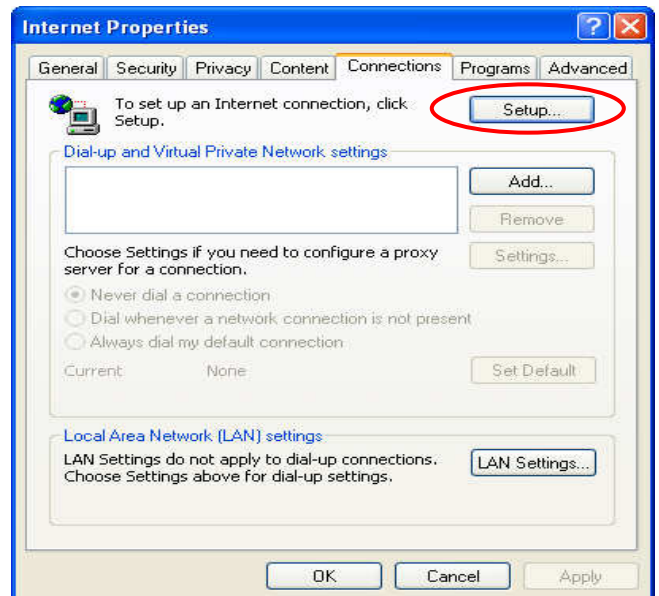 Internet Properties
General Security Privacy Content Connections Programs Advanced
To set up an Internet connection, click
Setup.
Setup...
Dial-up and Virtual Private Network settings
Add...
Remove
Choose Settings if you need to configure a proxy
server for a connection.
Settings...
Never dial a connection
Dial whenever a network connection is not present
Always dial my default connection
Current None
Set Default
Local Area Network (LAN) settings
LAN Settings do not apply to dial-up connections.
Choose Settings above for dial-up settings.
LAN Settings...
OK Cancel Apply